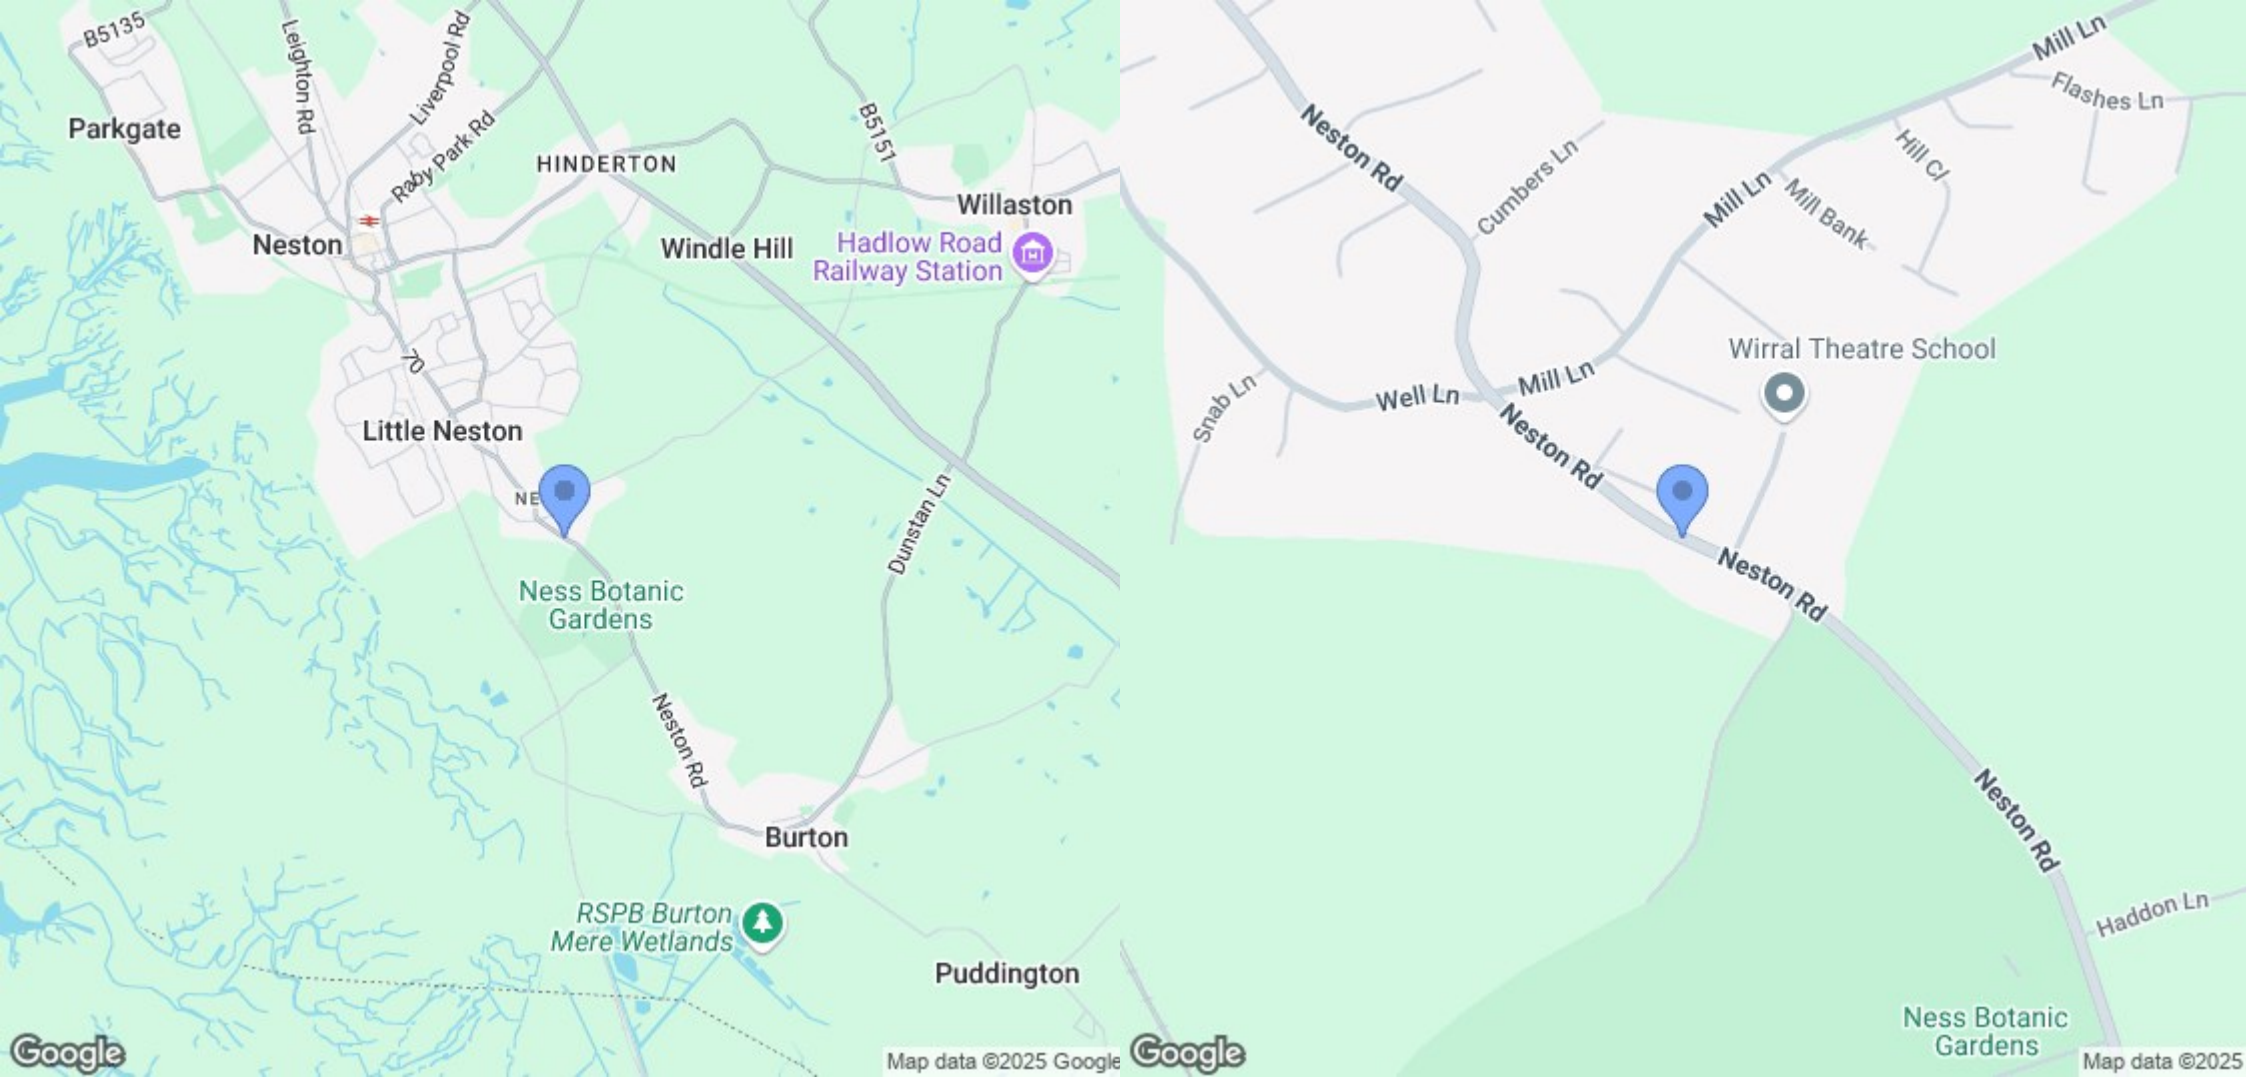 B5135
Leighton Rd
Liverpool Rd
Raby Park Rd
Parkgate
HINDERTON
B5151
Willaston
Neston
Windle Hill
Hadlow Road
Railway Station
70
Little Neston
NE
Dunstan Ln
Ness Botanic
Gardens
Neston Rd
Burton
RSPB Burton
Mere Wetlands
Puddington
Google
Map data ©2025 Google
Mill Ln
Flashes Ln
Neston Rd
Cumbers Ln
Hill Cl
Mill Ln
Mill Bank
Wirral Theatre School
Snab Ln
Well Ln
Mill Ln
Neston Rd
Neston Rd
Neston Rd
Haddon Ln
Ness Botanic
Gardens
Google
Map data ©2025